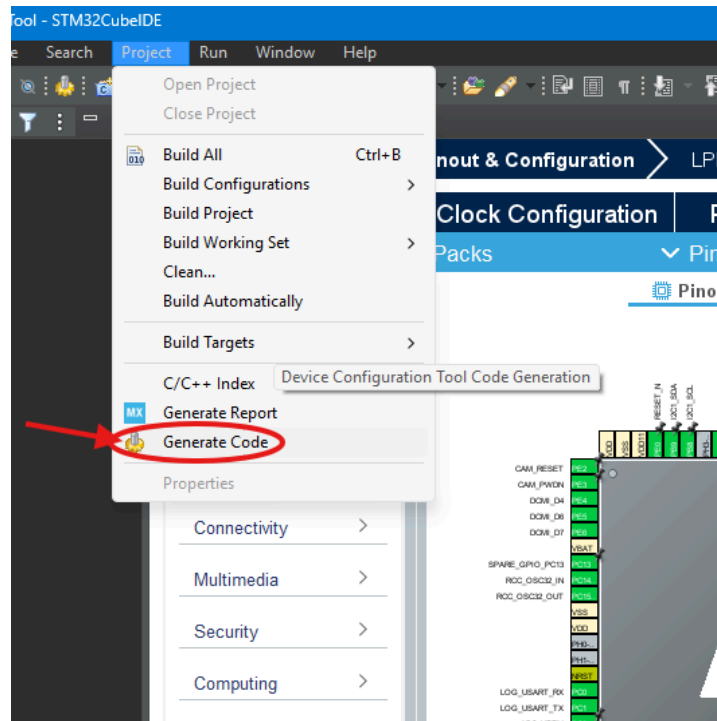 Tool - STM32CubeIDE
e Search Project Run Window Help
Open Project
Close Project
Build All Ctrl+B
Build Configurations
Build Project
Build Working Set
Clean...
Build Automatically
Build Targets
C/C++ Index
Device Configuration Tool Code Generation
Generate Report
Generate Code
Properties
Connectivity
Multimedia
Security
Computing
nout & Configuration
LP
Clock Configuration
P
Packs
Pin
Pino
RESET_N
I2C1_SDA
I2C1_SCL
VDD
VSS
VDD11
CAM_RESET PE2
CAM_PWDN PE3
DCMI_D4 PE4
DCMI_D6 PE5
DCMI_D7 PE6
VBAT
SPARE_GPIO_PC13 PC13
RCC_OSC32_IN PC14
RCC_OSC32_OUT PC15
VSS
VDD
PH0-..
PH1-..
NRST
LOG_USART_RX PC0
LOG_USART_TX PC1